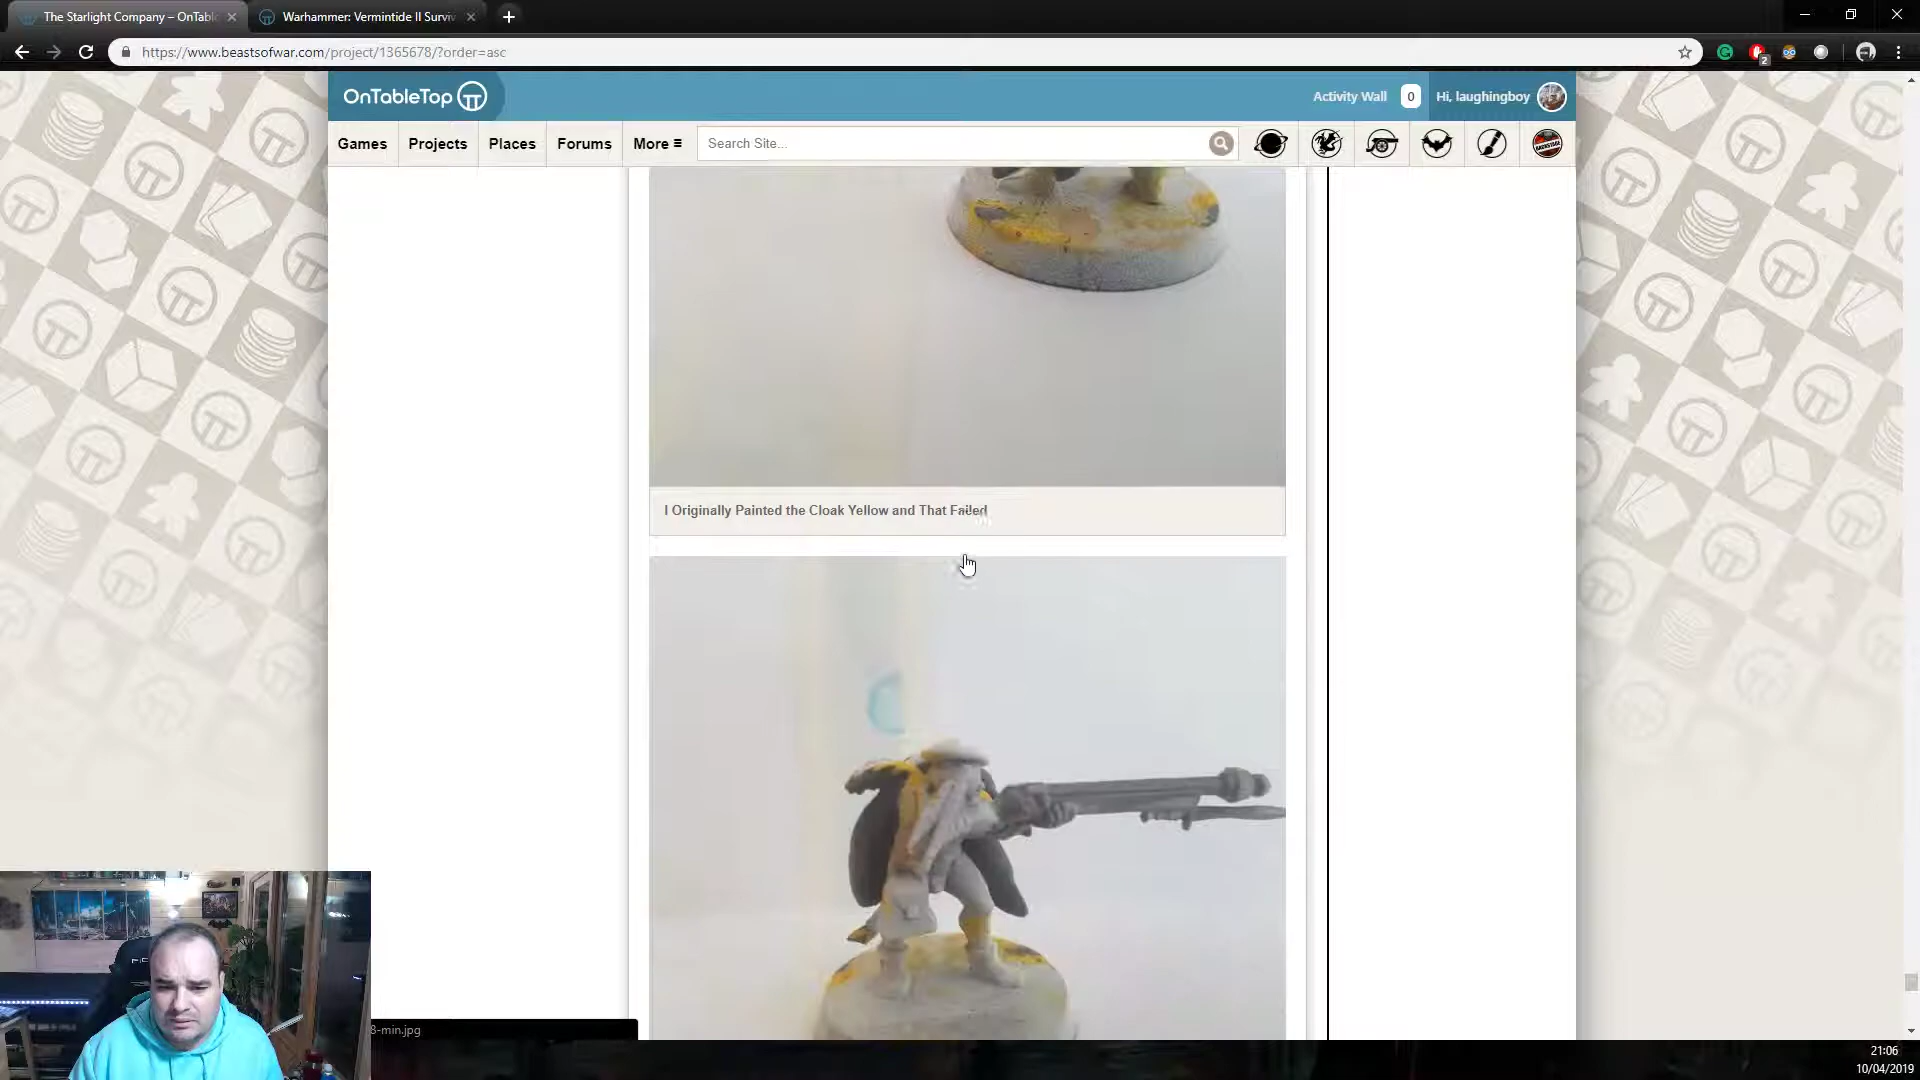 The Starlight Company – OnTabl
Warhammer: Vermintide II Surviv
https://www.beastsofwar.com/project/1365678/?order=asc
2
OnTableTop
Activity Wall 0 Hi, laughingboy
Games Projects Places Forums More ≡ Search Site...
BACKSTAGE
I Originally Painted the Cloak Yellow and That Failed
8-min.jpg
21:06
10/04/2019